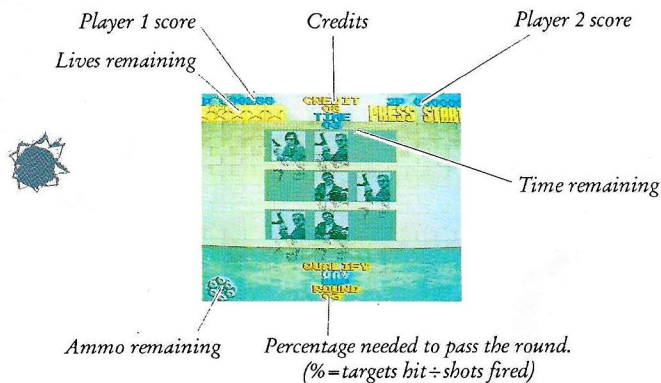 Player 1 score
Credits
Player 2 score
Lives remaining
CREDIT
TIME
2P
PRESS START
Time remaining
QUALIFY
ROUND
Ammo remaining
Percentage needed to pass the round.
(%=targets hit÷shots fired)